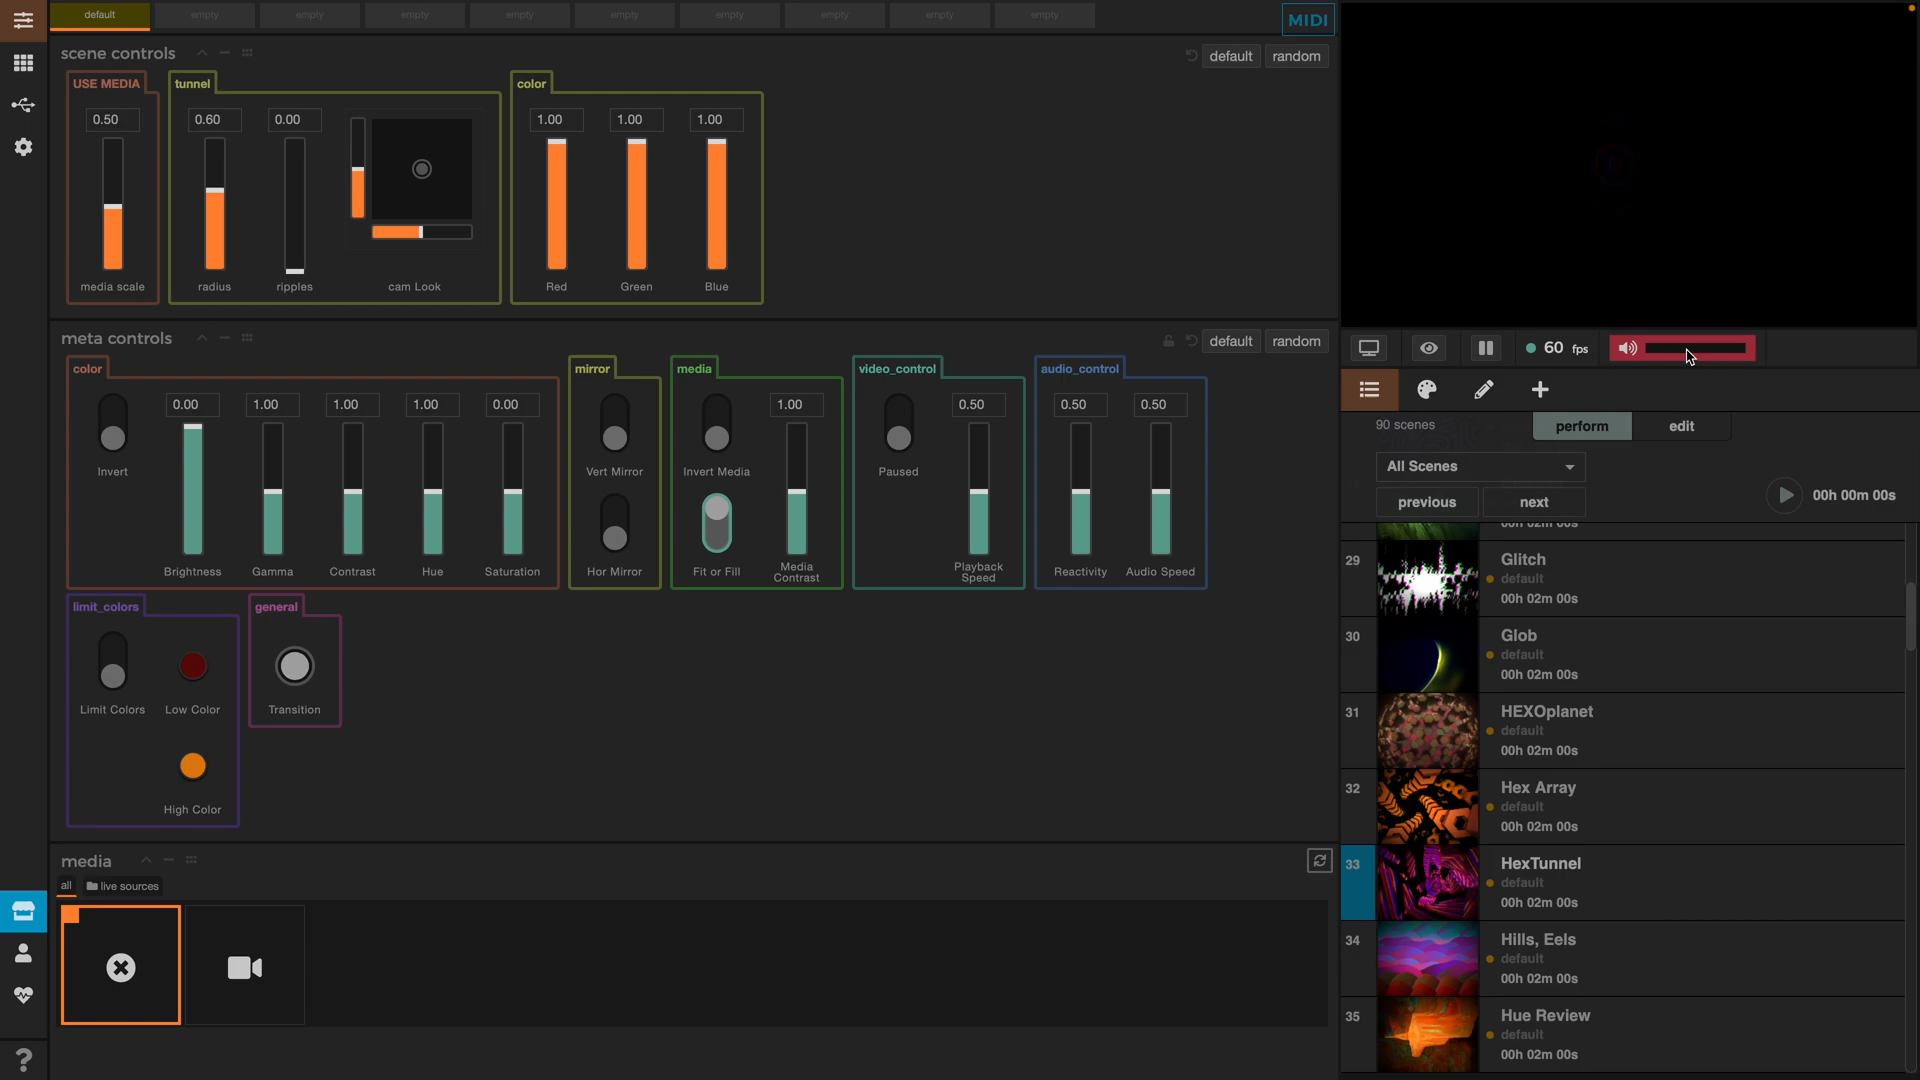 default
empty
empty
empty
empty
empty
empty
empty
empty
empty
MIDI
scene controls
default
random
USE MEDIA
tunnel
color
0.50
0.60
0.00
1.00
1.00
1.00
media scale
radius
ripples
cam Look
Red
Green
Blue
60 fps
meta controls
default
random
color
mirror
media
video_control
audio_control
0.00
1.00
1.00
1.00
0.00
1.00
0.50
0.50
0.50
Invert
Vert Mirror
Invert Media
Paused
Brightness
Gamma
Contrast
Hue
Saturation
Hor Mirror
Fit or Fill
Media
Contrast
Playback
Speed
Reactivity
Audio Speed
limit_colors
general
Limit Colors
Low Color
Transition
High Color
media
all
live sources
90 scenes
perform
edit
All Scenes
previous
next
00h 00m 00s
00h 02m 00s
29
Glitch
default
00h 02m 00s
30
Glob
default
00h 02m 00s
31
HEXOplanet
default
00h 02m 00s
32
Hex Array
default
00h 02m 00s
33
HexTunnel
default
00h 02m 00s
34
Hills, Eels
default
00h 02m 00s
35
Hue Review
default
00h 02m 00s